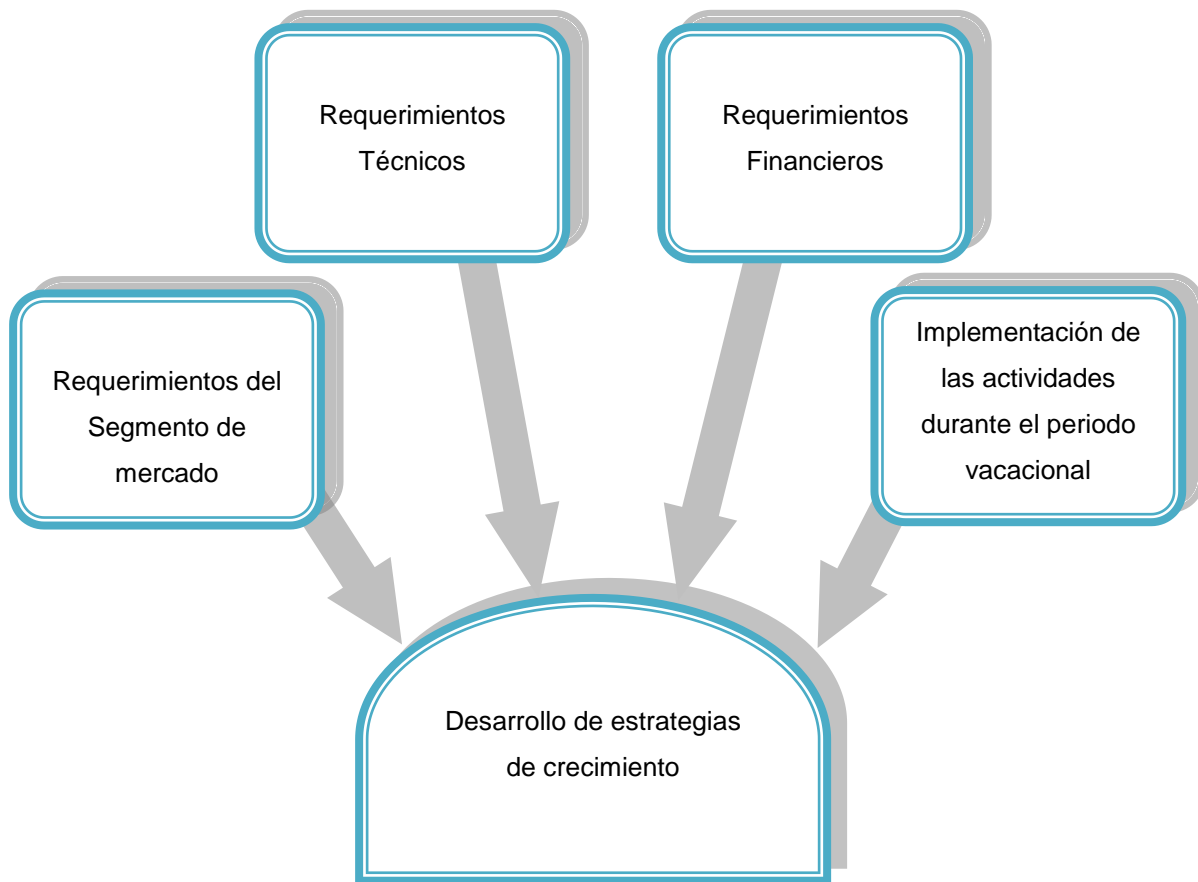 Requerimientos
Técnicos
Requerimientos
Financieros
Requerimientos del
Segmento de
mercado
Implementación de
las actividades
durante el periodo
vacacional
Desarrollo de estrategias
de crecimiento